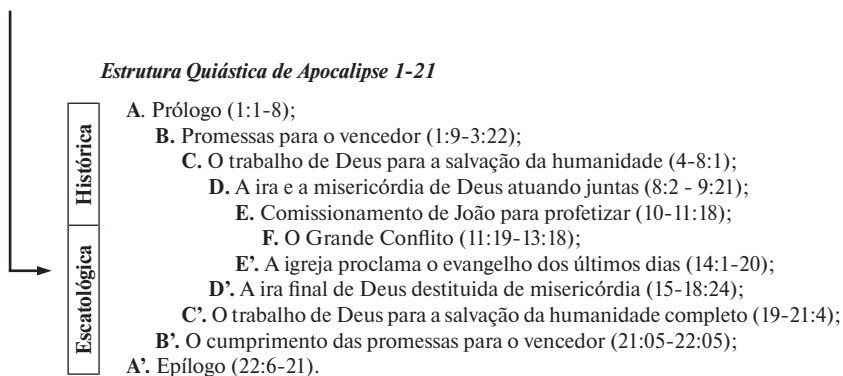 Estrutura Quiástica de Apocalipse 1-21
Histórica
A. Prólogo (1:1-8);
B. Promessas para o vencedor (1:9-3:22);
C. O trabalho de Deus para a salvação da humanidade (4-8:1);
D. A ira e a misericórdia de Deus atuando juntas (8:2 - 9:21);
E. Comissionamento de João para profetizar (10-11:18);
F. O Grande Conflito (11:19-13:18);
Escatológica
E’. A igreja proclama o evangelho dos últimos dias (14:1-20);
D’. A ira final de Deus destituida de misericórdia (15-18:24);
C’. O trabalho de Deus para a salvação da humanidade completo (19-21:4);
B’. O cumprimento das promessas para o vencedor (21:05-22:05);
A’. Epílogo (22:6-21).